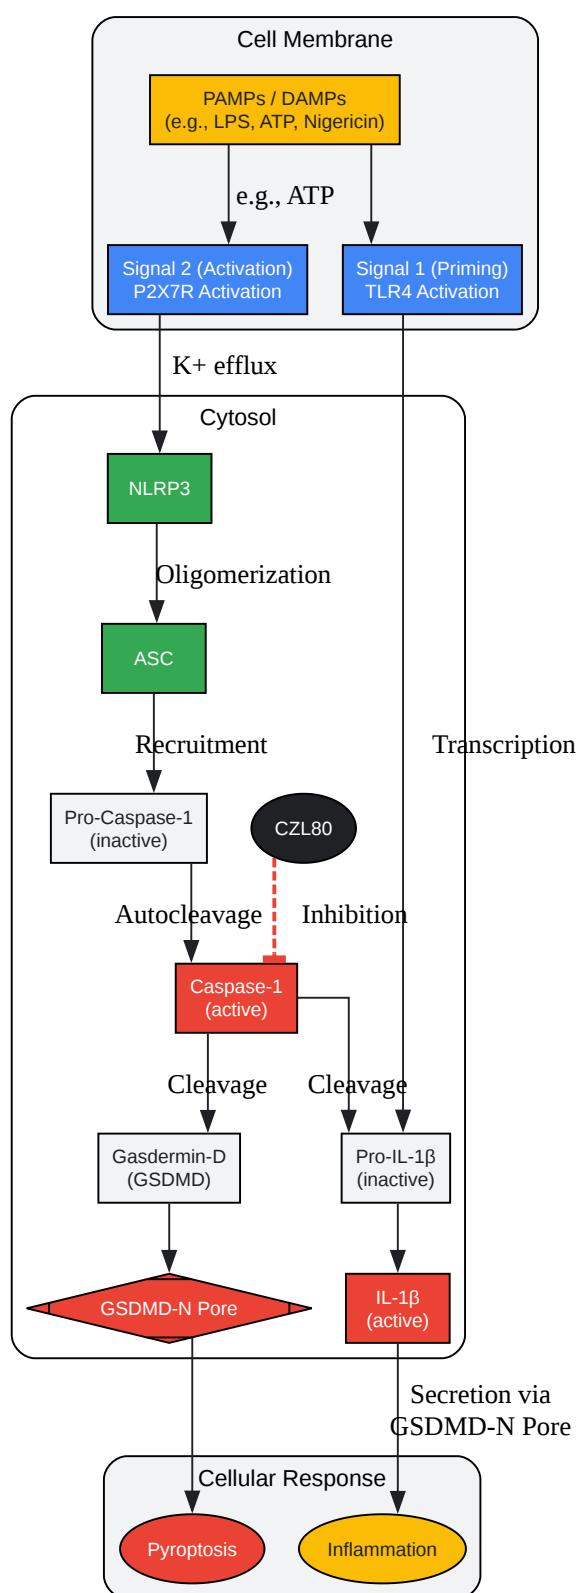 Cell Membrane
PAMPs / DAMPs
(e.g., LPS, ATP, Nigericin)
e.g., ATP
Signal 2 (Activation)
P2X7R Activation
Signal 1 (Priming)
TLR4 Activation
K+ efflux
Cytosol
NLRP3
Oligomerization
ASC
Recruitment
Transcription
Pro-Caspase-1
(inactive)
CZL80
Autocleavage
Inhibition
Caspase-1
(active)
Cleavage
Cleavage
Gasdermin-D
(GSDMD)
Pro-IL-1β
(inactive)
GSDMD-N Pore
IL-1β
(active)
Secretion via
GSDMD-N Pore
Cellular Response
Pyroptosis
Inflammation